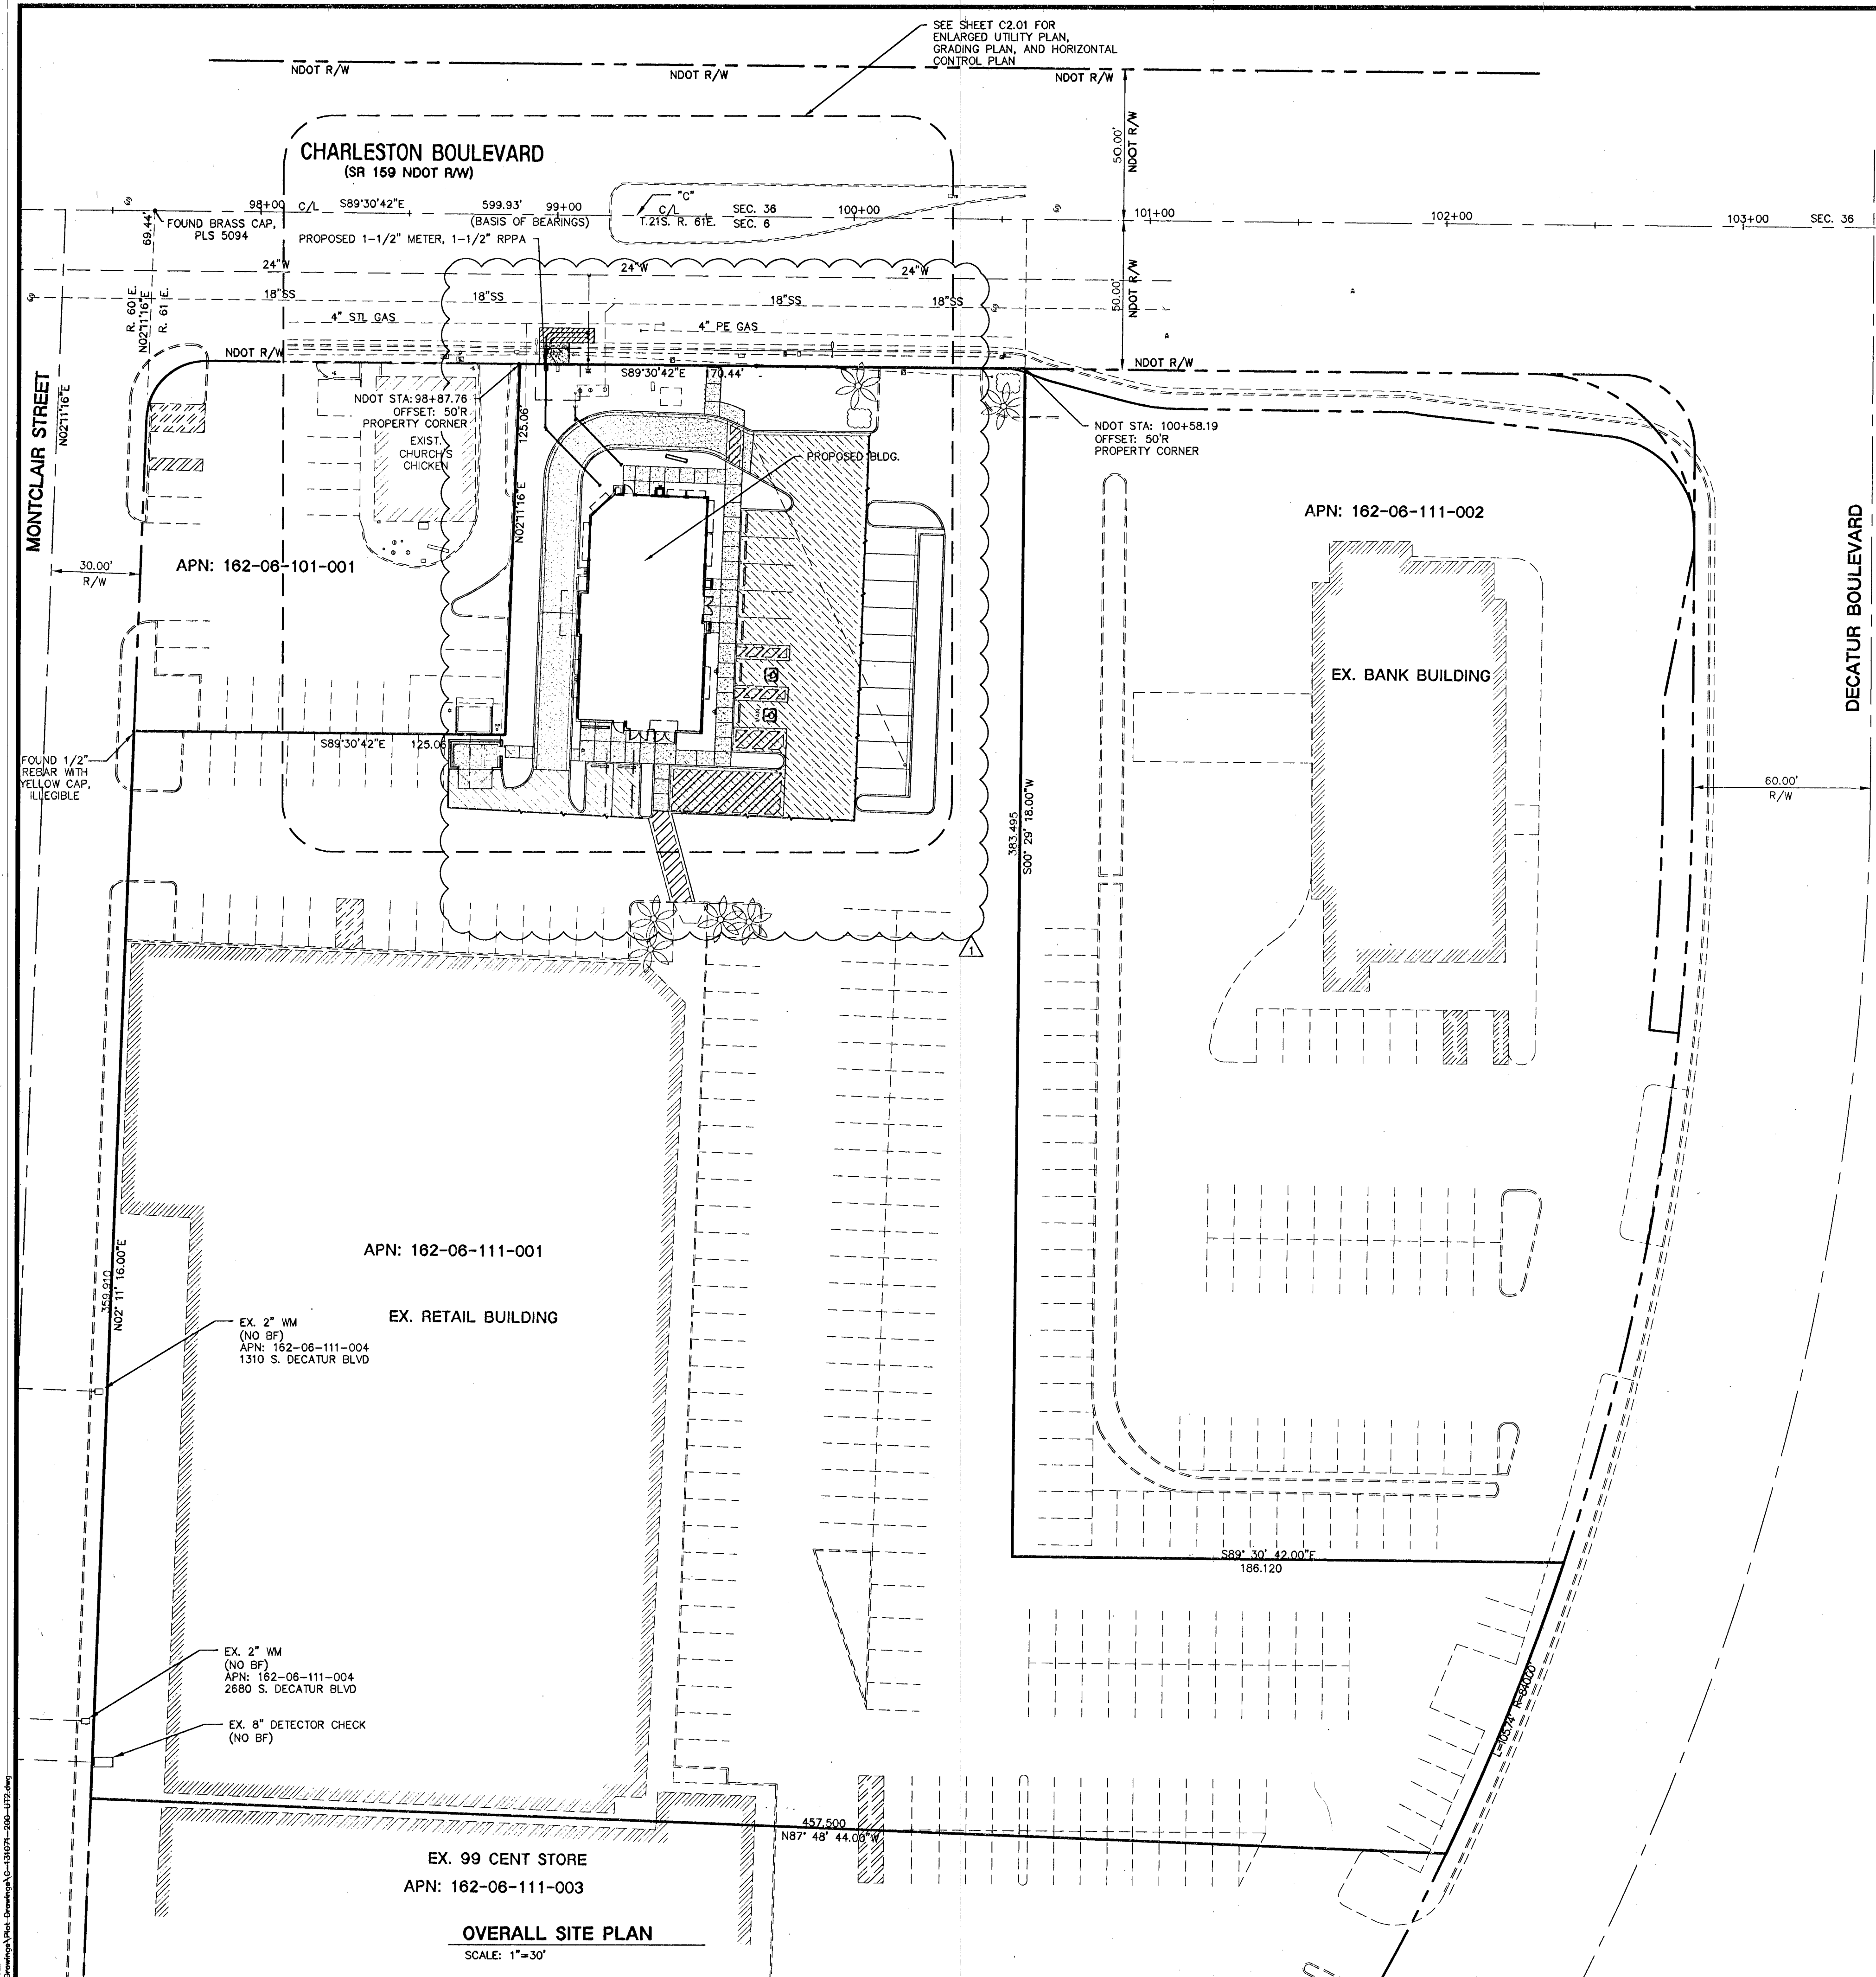 SEE SHEET C2.01 FOR
ENLARGED UTILITY PLAN,
GRADING PLAN, AND HORIZONTAL
CONTROL PLAN
NDOT R/W
NDOT R/W
NDOT R/W
50.00'
NDOT R/W
CHARLESTON BOULEVARD
(SR 159 NDOT R/W)
98+00
C/L
S89°30'42"E
599.93'
(BASIS OF BEARINGS)
99+00
"C"
C/L
T.21S. R. 61E.
SEC. 36
SEC. 6
100+00
101+00
102+00
103+00
SEC. 36
69.44'
FOUND BRASS CAP,
PLS 5094
PROPOSED 1-1/2" METER, 1-1/2" RPPA
24"W
24"W
24"W
18"SS
18"SS
18"SS
18"SS
R. 60 E.
N02°11'16"E
R. 61 E.
4" STL GAS
4" PE GAS
50.00'
NDOT R/W
NDOT R/W
NDOT R/W
S89°30'42"E
170.44'
MONTCLAIR STREET
N02°11'16"E
NDOT STA: 98+87.76
OFFSET: 50'R
PROPERTY CORNER
EXIST.
CHURCH'S
CHICKEN
125.06'
N02°11'16"E
PROPOSED BLDG.
NDOT STA: 100+58.19
OFFSET: 50'R
PROPERTY CORNER
APN: 162-06-111-002
DECATUR BOULEVARD
30.00'
R/W
APN: 162-06-101-001
EX. BANK BUILDING
S89°30'42"E
125.06
FOUND 1/2"
REBAR WITH
YELLOW CAP,
ILLEGIBLE
60.00'
R/W
383.495
S00° 29' 18.00"W
1
APN: 162-06-111-001
EX. RETAIL BUILDING
359.910
N02° 11' 16.00"E
EX. 2" WM
(NO BF)
APN: 162-06-111-004
1310 S. DECATUR BLVD
S89° 30' 42.00"E
186.120
EX. 2" WM
(NO BF)
APN: 162-06-111-004
2680 S. DECATUR BLVD
EX. 8" DETECTOR CHECK
(NO BF)
L=105.74' R=840.00'
457.500
N87° 48' 44.00"W
EX. 99 CENT STORE
APN: 162-06-111-003
OVERALL SITE PLAN
SCALE: 1"=30'
Drawings\Plot Drawings\C-131071-200-UT2.dwg